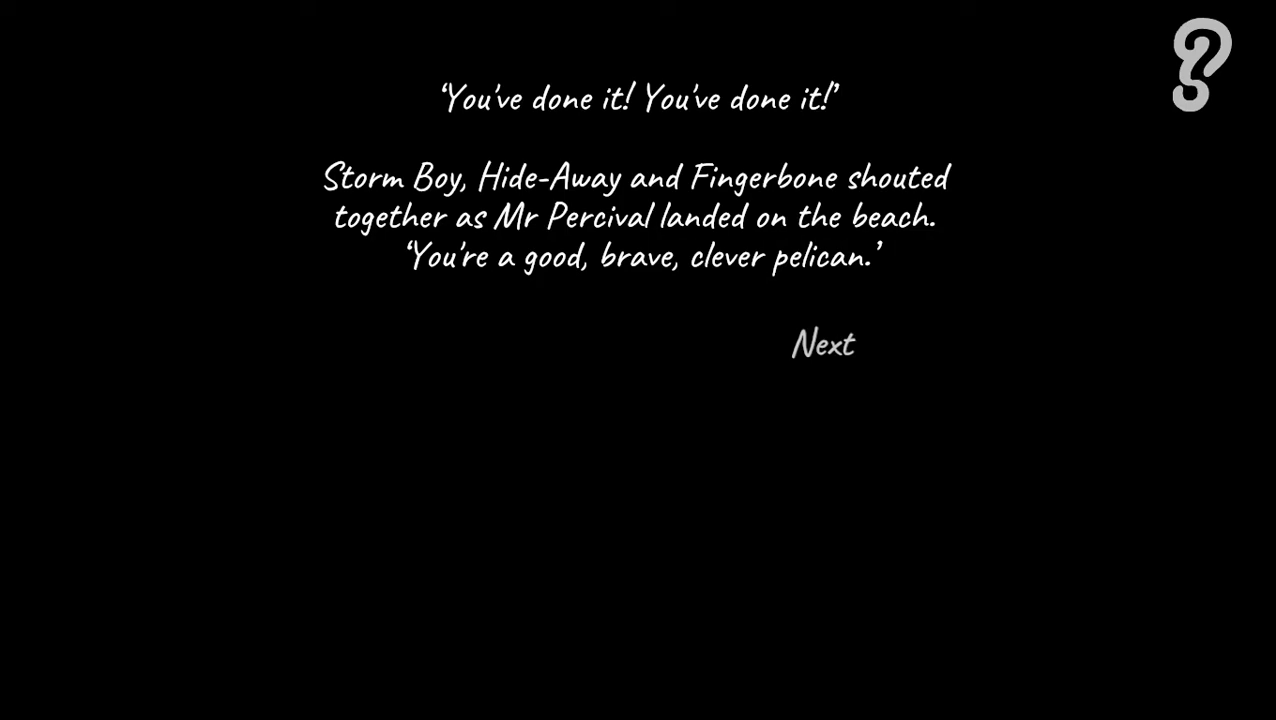 ‘You've done it! You've done it!’
Storm Boy, Hide-Away and Fingerbone shouted
together as Mr Percival landed on the beach.
‘You're a good, brave, clever pelican.’
Next
?